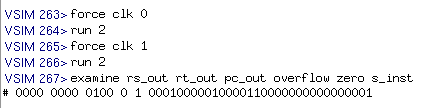 VSIM 263> force clk 0
VSIM 264> run 2
VSIM 265> force clk 1
VSIM 266> run 2
VSIM 267> examine rs_out rt_out pc_out overflow zero s_inst
# 0000 0000 0100 0 1 00010000010000110000000000000001